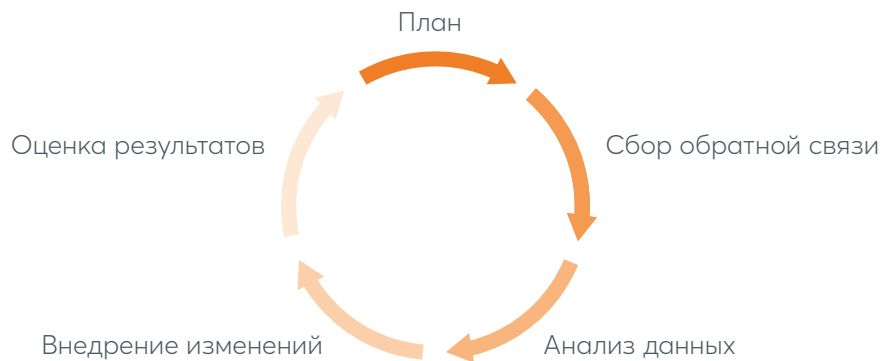 План
Сбор обратной связи
Анализ данных
Внедрение изменений
Оценка результатов